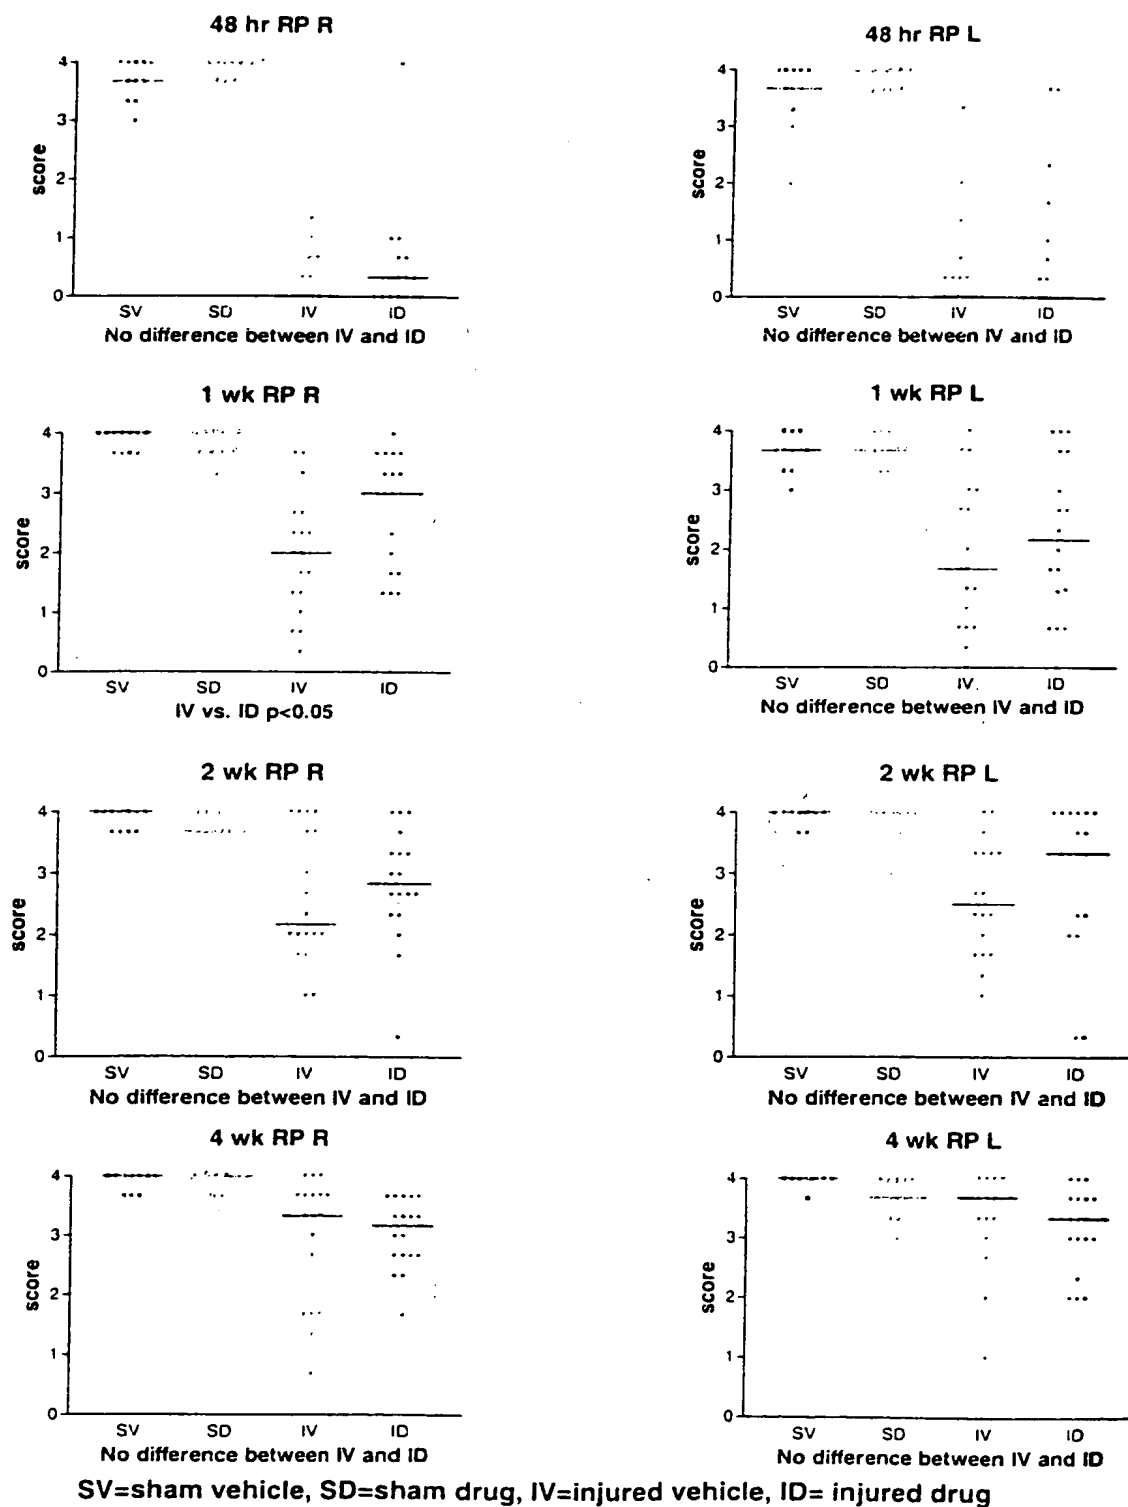 48 hr RP R
4
3
2
1
0
score
SV SD IV ID
No difference between IV and ID
48 hr RP L
4
3
2
1
0
score
SV SD IV ID
No difference between IV and ID
1 wk RP R
4
3
2
1
0
score
SV SD IV ID
IV vs. ID p<0.05
1 wk RP L
4
3
2
1
0
score
SV SD IV ID
No difference between IV and ID
2 wk RP R
4
3
2
1
0
score
SV SD IV ID
No difference between IV and ID
2 wk RP L
4
3
2
1
0
score
SV SD IV ID
No difference between IV and ID
4 wk RP R
4
3
2
1
0
score
SV SD IV ID
No difference between IV and ID
4 wk RP L
4
3
2
1
0
score
SV SD IV ID
No difference between IV and ID
SV=sham vehicle, SD=sham drug, IV=injured vehicle, ID= injured drug